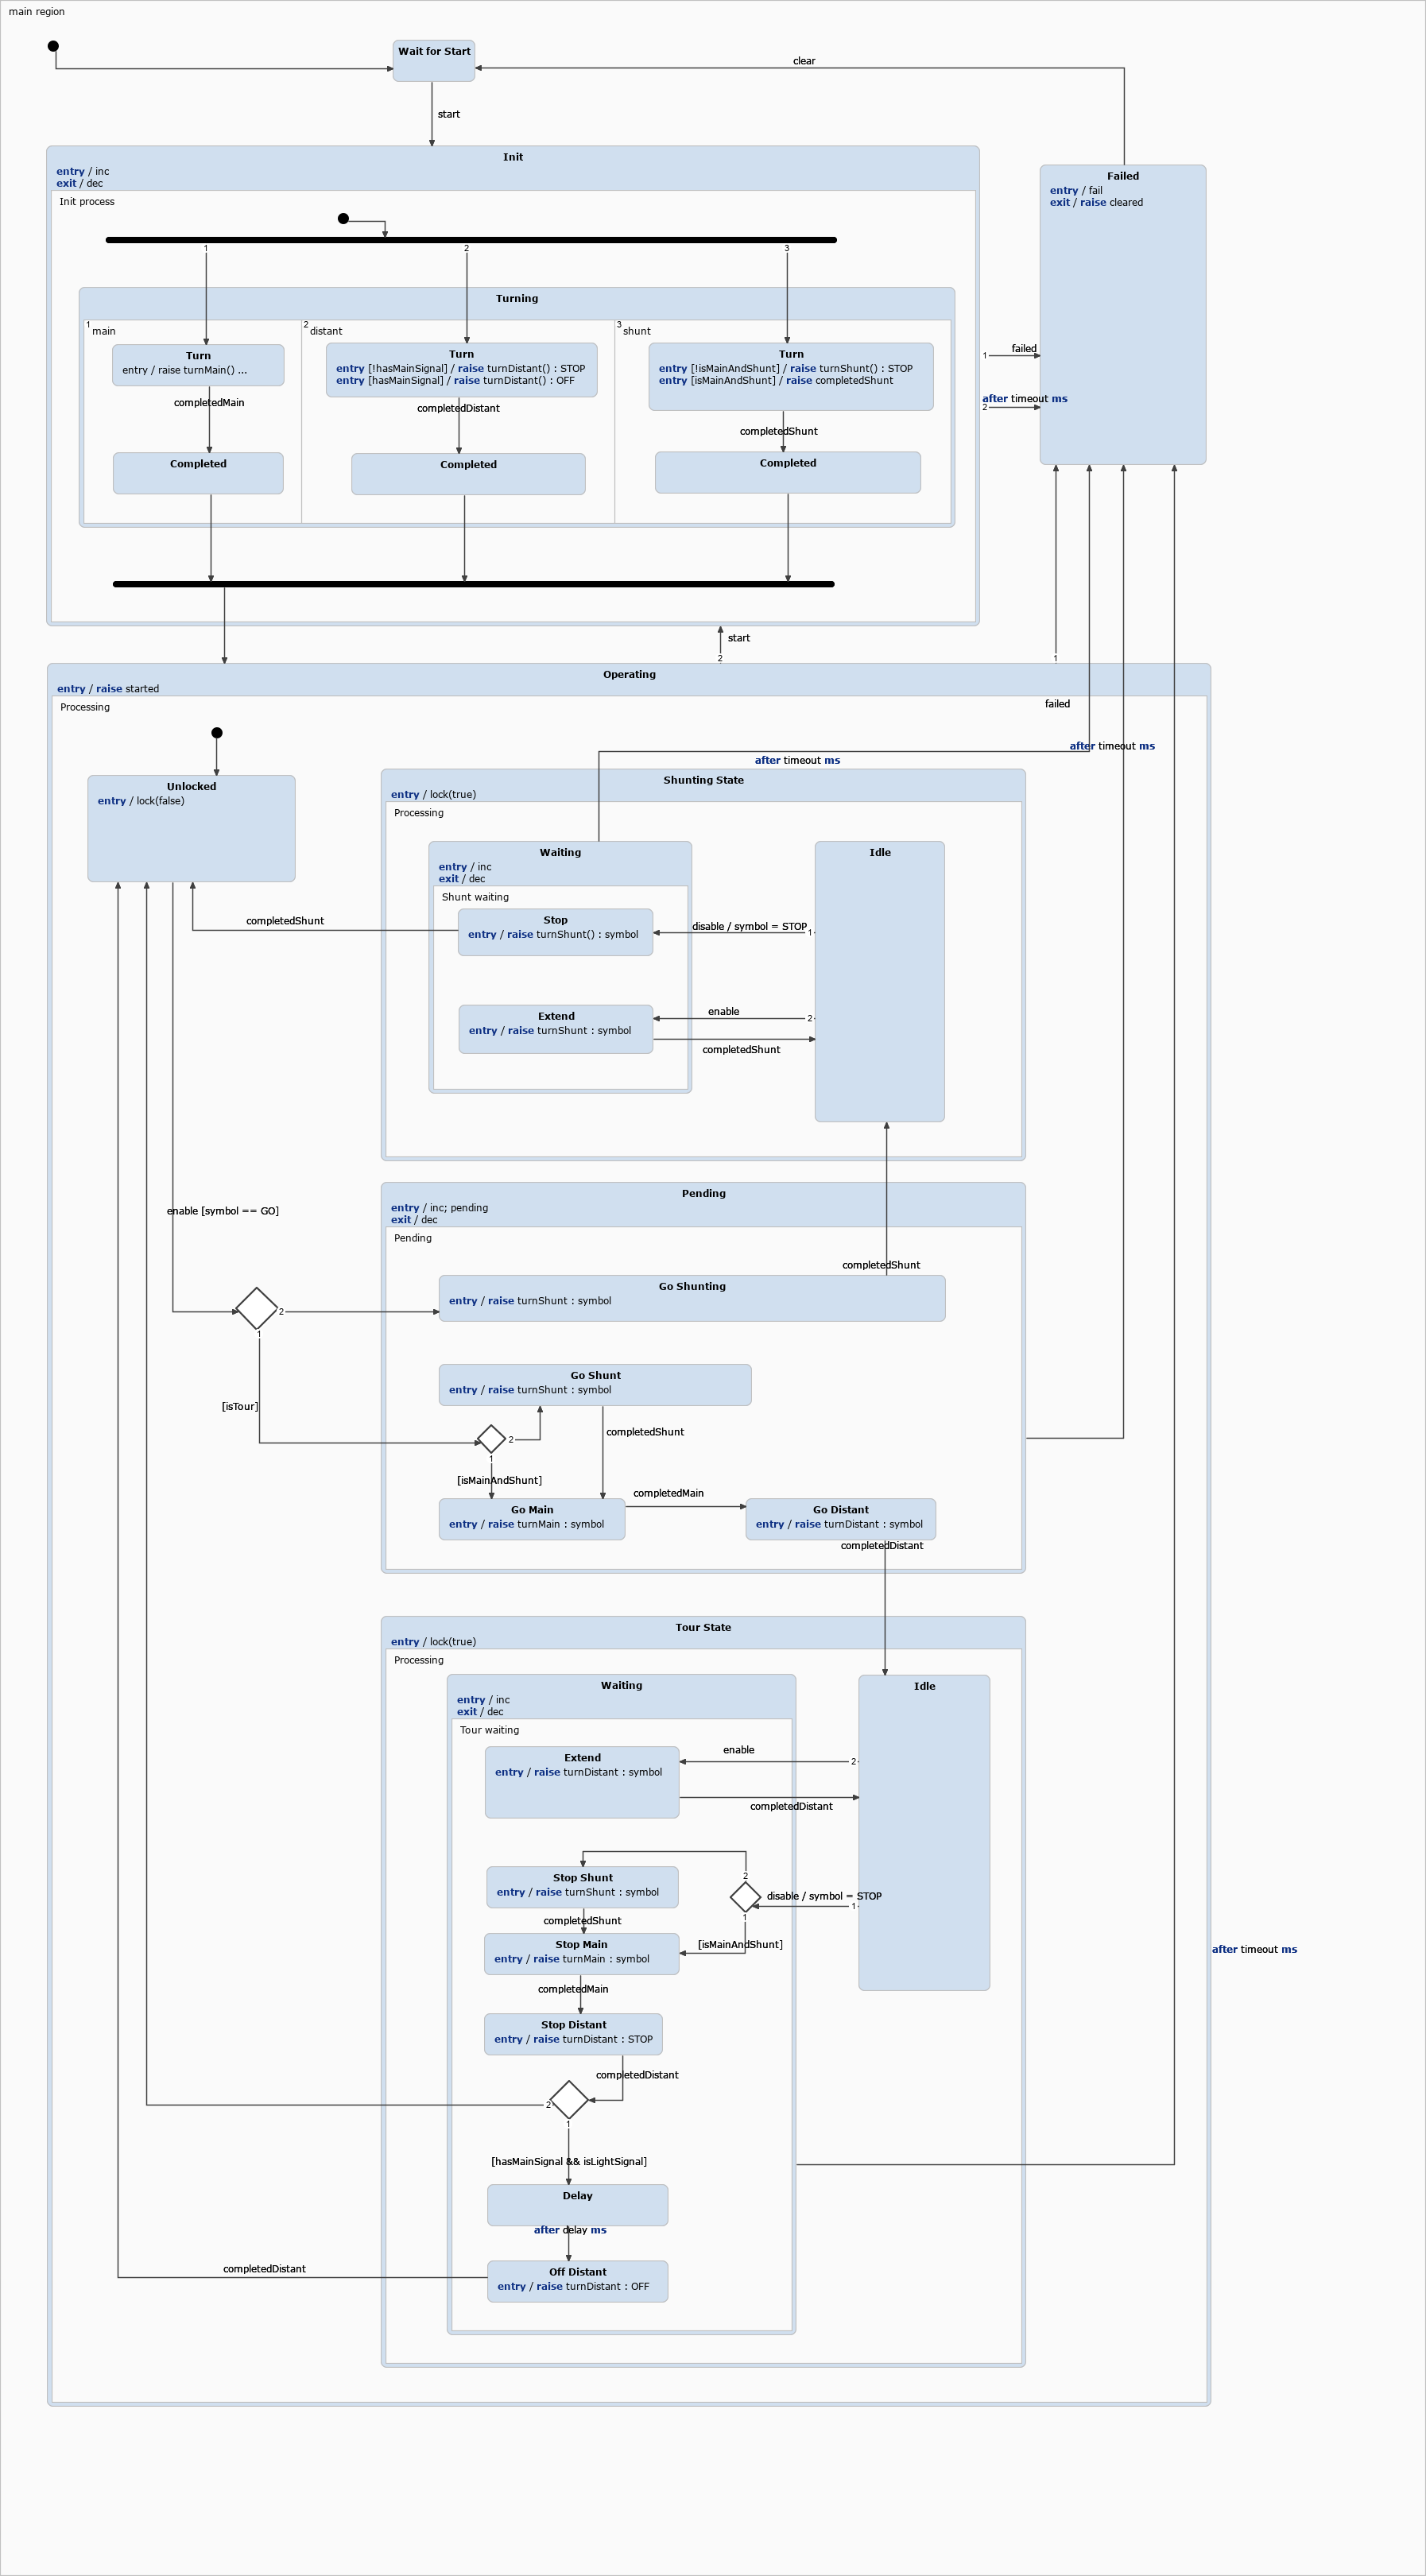 main region
Wait for Start
clear
start
Init
entry / inc
exit / dec
Init process
1
2
3
Turning
1
main
2
distant
3
shunt
Turn
entry / raise turnMain() ...
completedMain
Completed
Turn
entry [!hasMainSignal] / raise turnDistant() : STOP
entry [hasMainSignal] / raise turnDistant() : OFF
completedDistant
Completed
Turn
entry [!isMainAndShunt] / raise turnShunt() : STOP
entry [isMainAndShunt] / raise completedShunt
completedShunt
Completed
Failed
entry / fail
exit / raise cleared
1
failed
after timeout ms
2
start
2
1
Operating
entry / raise started
Processing
failed
after timeout ms
after timeout ms
Unlocked
entry / lock(false)
Shunting State
entry / lock(true)
Processing
Waiting
entry / inc
exit / dec
Shunt waiting
Stop
entry / raise turnShunt() : symbol
completedShunt
disable / symbol = STOP
1
Idle
Extend
entry / raise turnShunt : symbol
enable
2
completedShunt
enable [symbol == GO]
Pending
entry / inc; pending
exit / dec
Pending
completedShunt
Go Shunting
entry / raise turnShunt : symbol
2
1
[isTour]
Go Shunt
entry / raise turnShunt : symbol
2
1
completedShunt
[isMainAndShunt]
Go Main
entry / raise turnMain : symbol
completedMain
Go Distant
entry / raise turnDistant : symbol
completedDistant
Tour State
entry / lock(true)
Processing
Waiting
entry / inc
exit / dec
Tour waiting
Idle
Extend
entry / raise turnDistant : symbol
enable
2
completedDistant
Stop Shunt
entry / raise turnShunt : symbol
2
disable / symbol = STOP
1
1
completedShunt
[isMainAndShunt]
Stop Main
entry / raise turnMain : symbol
completedMain
after timeout ms
Stop Distant
entry / raise turnDistant : STOP
completedDistant
2
1
[hasMainSignal && isLightSignal]
Delay
after delay ms
Off Distant
entry / raise turnDistant : OFF
completedDistant